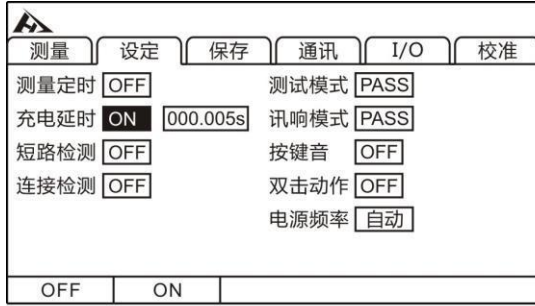 测量 设定 保存 通讯 I/O 校准
测量定时 OFF 测试模式 PASS
充电延时 ON 000.005s 讯响模式 PASS
短路检测 OFF 按键音 OFF
连接检测 OFF 双击动作 OFF
电源频率 自动
OFF ON